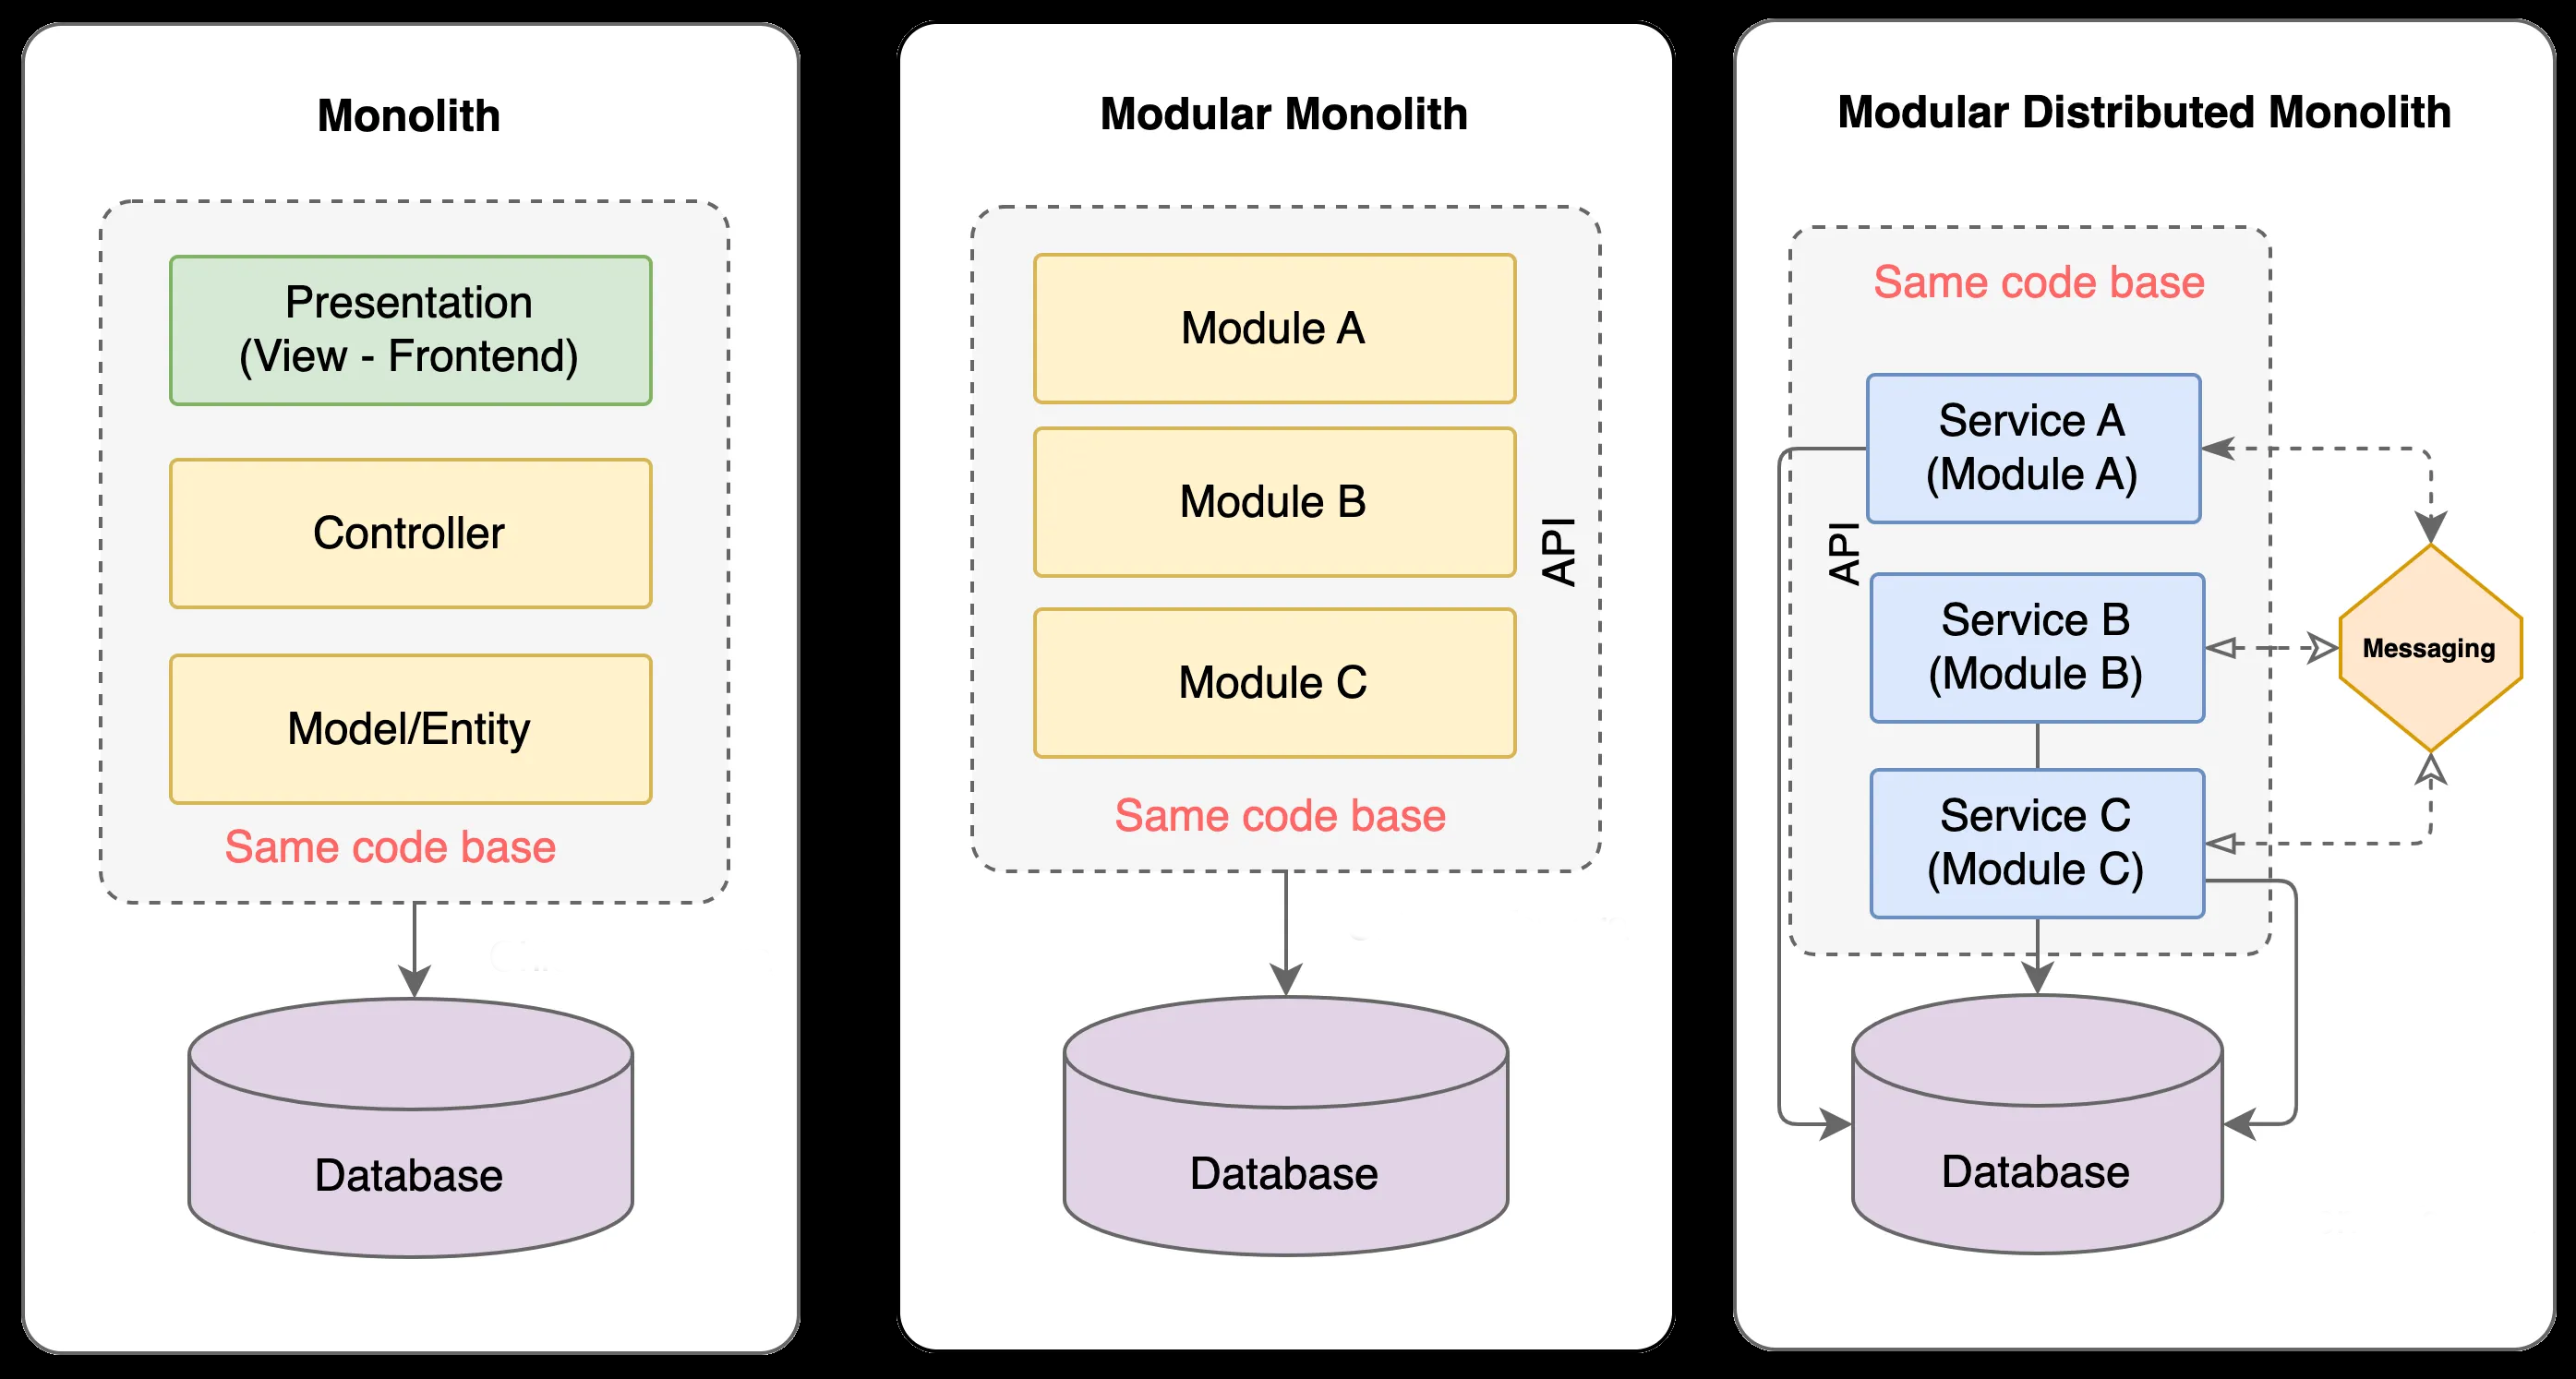 Monolith
Presentation
(View - Frontend)
Controller
Model/Entity
Same code base
Database
Modular Monolith
Module A
Module B
API
Module C
Same code base
Database
Modular Distributed Monolith
Same code base
Service A
(Module A)
API
Service B
(Module B)
Messaging
Service C
(Module C)
Database